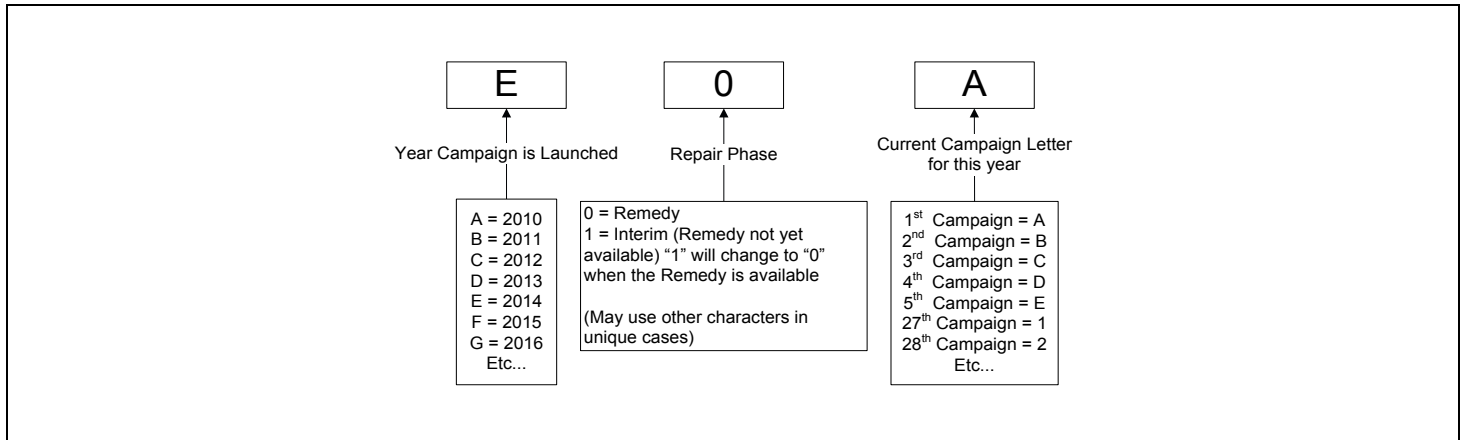 E
0
A
Year Campaign is Launched
Repair Phase
Current Campaign Letter
for this year
A = 2010
B = 2011
C = 2012
D = 2013
E = 2014
F = 2015
G = 2016
Etc...
0 = Remedy
1 = Interim (Remedy not yet
available) “1” will change to “0”
when the Remedy is available
(May use other characters in
unique cases)
1st Campaign = A
2nd Campaign = B
3rd Campaign = C
4th Campaign = D
5th Campaign = E
27th Campaign = 1
28th Campaign = 2
Etc...